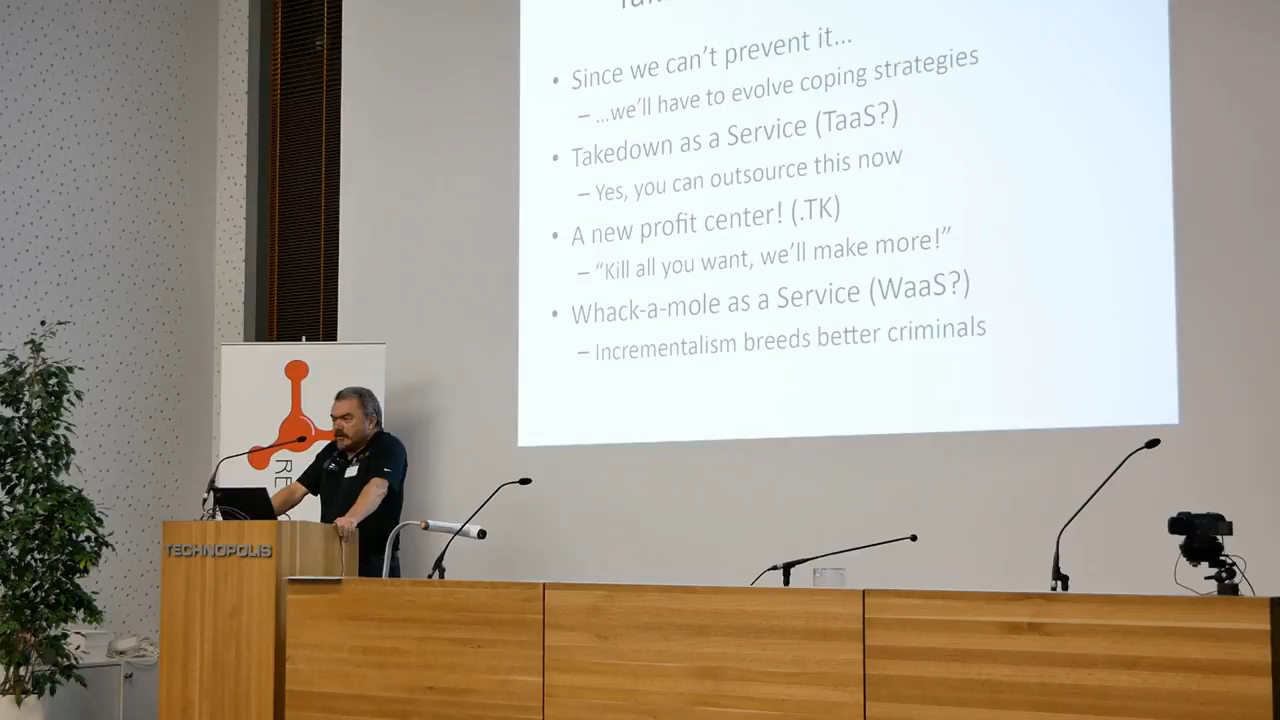 • Since we can't prevent it...
– ...we'll have to evolve coping strategies
• Takedown as a Service (TaaS?)
– Yes, you can outsource this now
• A new profit center! (.TK)
– “Kill all you want, we'll make more!”
• Whack-a-mole as a Service (WaaS?)
– Incrementalism breeds better criminals
RE
TECHNOPOLIS